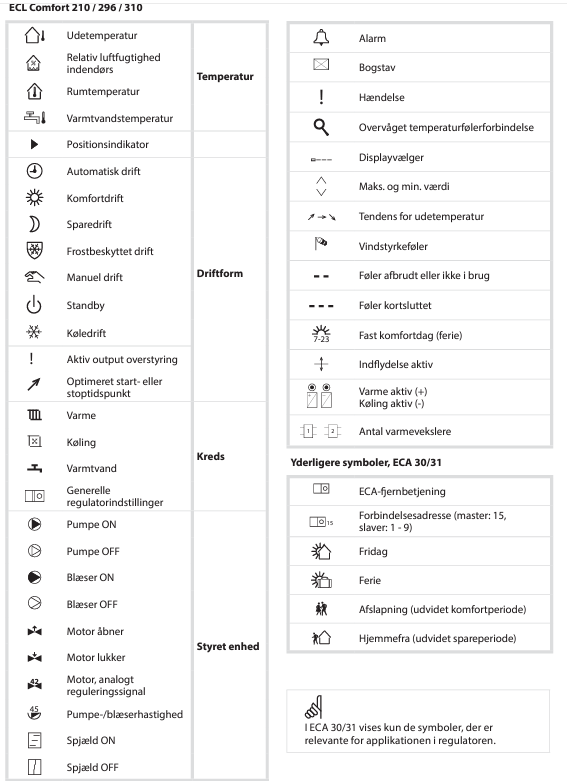 ECL Comfort 210 / 296 / 310
Udetemperatur
Relativ luftfugtighed
indendørs
Rumtemperatur
Varmtvandstemperatur
Temperatur
Positionsindikator
Automatisk drift
Komfortdrift
Sparedrift
Frostbeskyttet drift
Manuel drift
Standby
Køledrift
! Aktiv output overstyring
Optimeret start- eller
stoptidspunkt
Driftform
Varme
Køling
Varmtvand
Generelle
regulatorindstillinger
Kreds
Pumpe ON
Pumpe OFF
Blæser ON
Blæser OFF
Motor åbner
Motor lukker
42 Motor, analogt
reguleringssignal
45 Pumpe-/blæserhastighed
Spjæld ON
Spjæld OFF
Styret enhed
Alarm
Bogstav
! Hændelse
Overvåget temperaturfølerforbindelse
Displayvælger
Maks. og min. værdi
Tendens for udetemperatur
Vindstyrkeføler
-- Føler afbrudt eller ikke i brug
--- Føler kortsluttet
7-23 Fast komfortdag (ferie)
Indflydelse aktiv
Varme aktiv (+)
Køling aktiv (-)
1 2 Antal varmevekslere
Yderligere symboler, ECA 30/31
ECA-fjernbetjening
15 Forbindelsesadresse (master: 15,
slaver: 1 - 9)
Fridag
Ferie
Afslapning (udvidet komfortperiode)
Hjemmefra (udvidet spareperiode)
I ECA 30/31 vises kun de symboler, der er
relevante for applikationen i regulatoren.